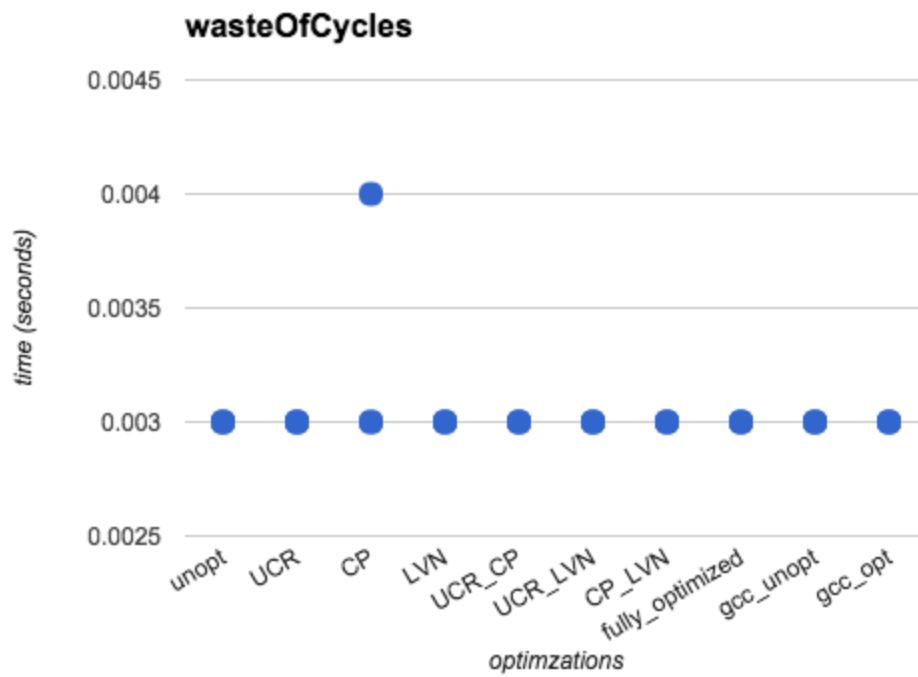 wasteOfCycles
0.0045
0.004
0.0035
0.003
0.0025
time (seconds)
unopt
UCR
CP
LVN
UCR_CP
UCR_LVN
CP_LVN
fully_optimized
gcc_unopt
gcc_opt
optimzations